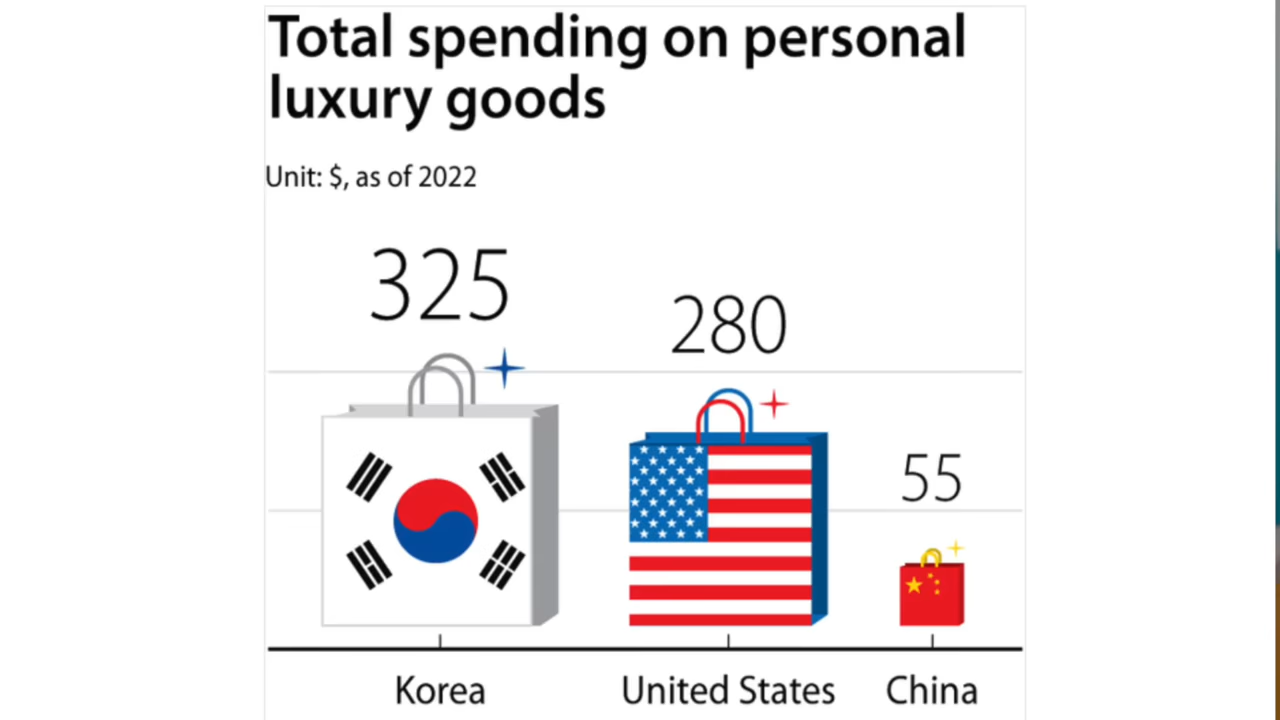 Total spending on personal
luxury goods
Unit: $, as of 2022
325
280
55
Korea
United States
China